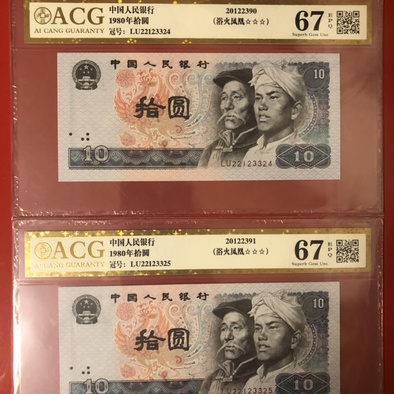 ACG
AI CANG GUARANTY
中国人民银行
1980年拾圆
冠号: LU22123324
20122390
(浴火凤凰☆☆☆)
67 EPQ
Superb Gem Unc
中国人民银行
10
拾圆
LU22123324
10
10
ACG
AI CANG GUARANTY
中国人民银行
1980年拾圆
冠号: LU22123325
20122391
(浴火凤凰☆☆☆)
67 EPQ
Superb Gem Unc
中国人民银行
10
拾圆
LU22123325
10
10